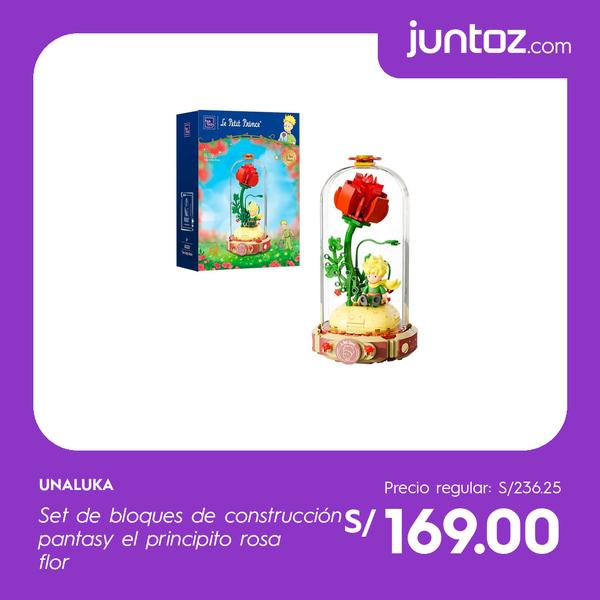 juntoz.com
Le Petit Prince
UNALUKA
Set de bloques de construcción
pantasy el principito rosa
flor
Precio regular: S/236.25
S/ 169.00